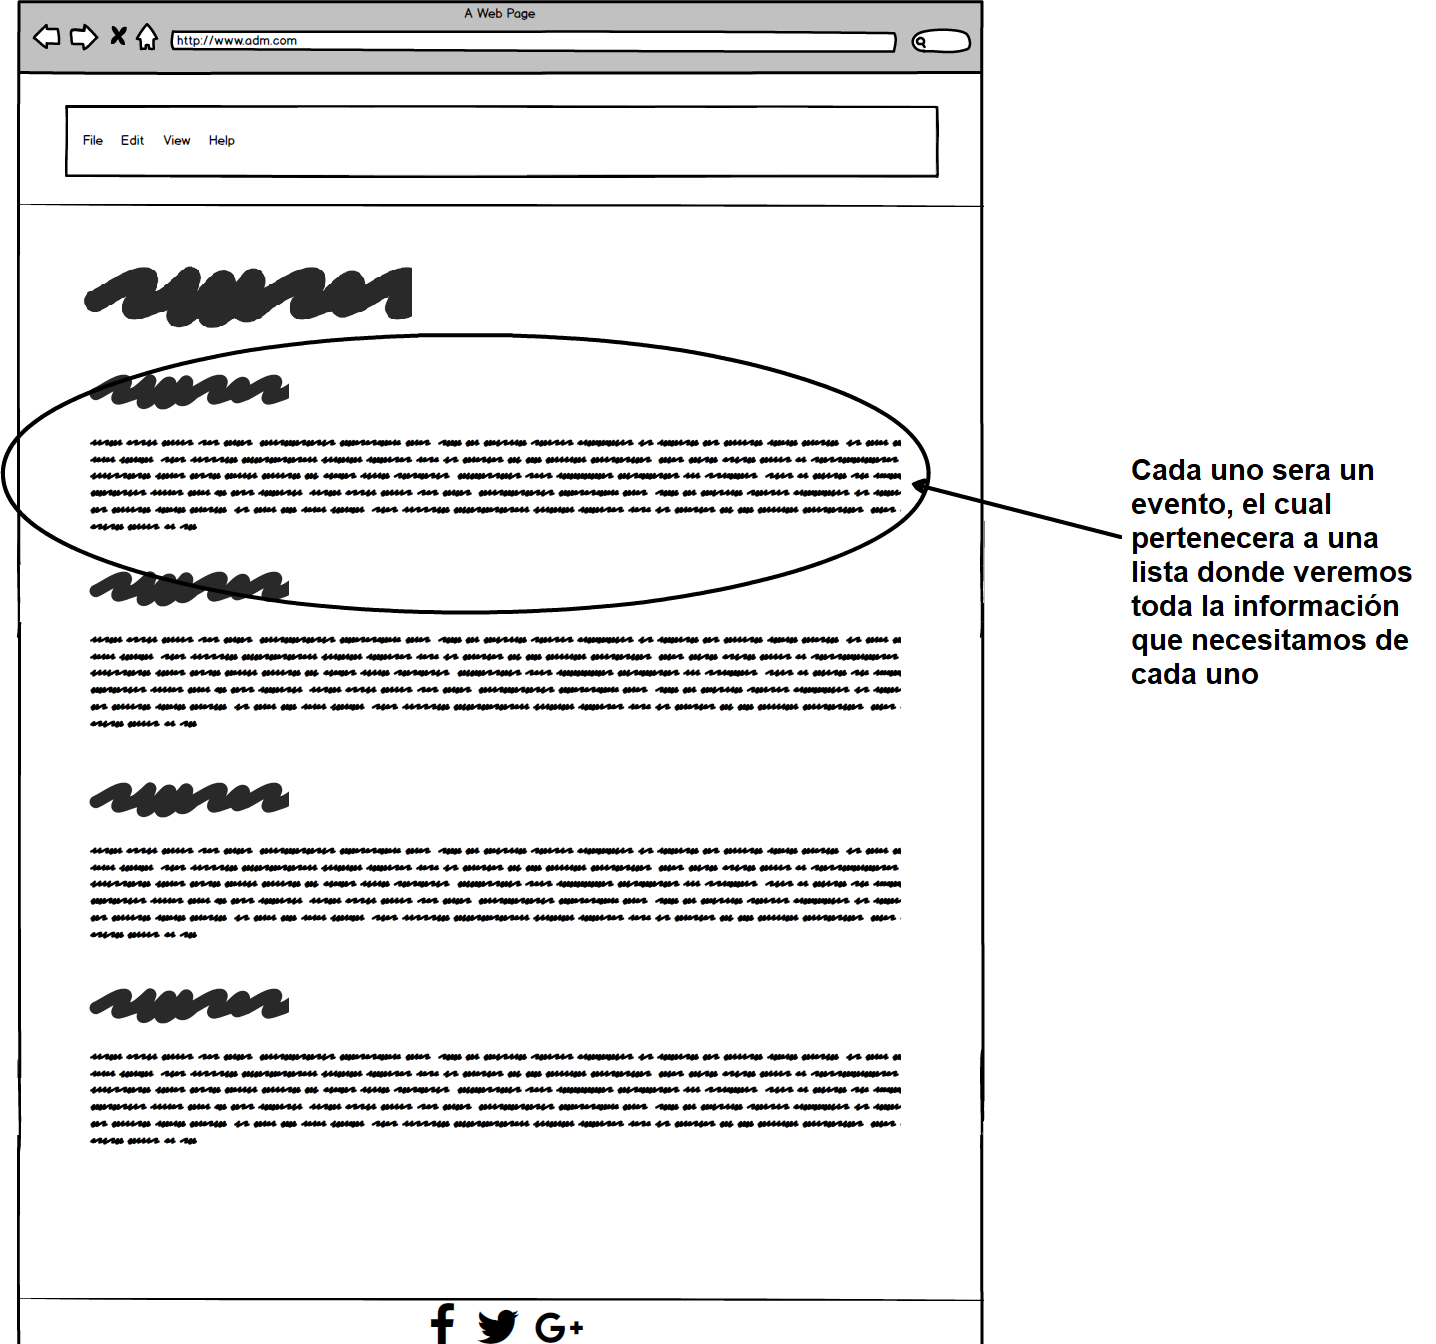 A Web Page
http://www.adm.com
File Edit View Help
Cada uno sera un
evento, el cual
pertenecera a una
lista donde veremos
toda la información
que necesitamos de
cada uno
G+